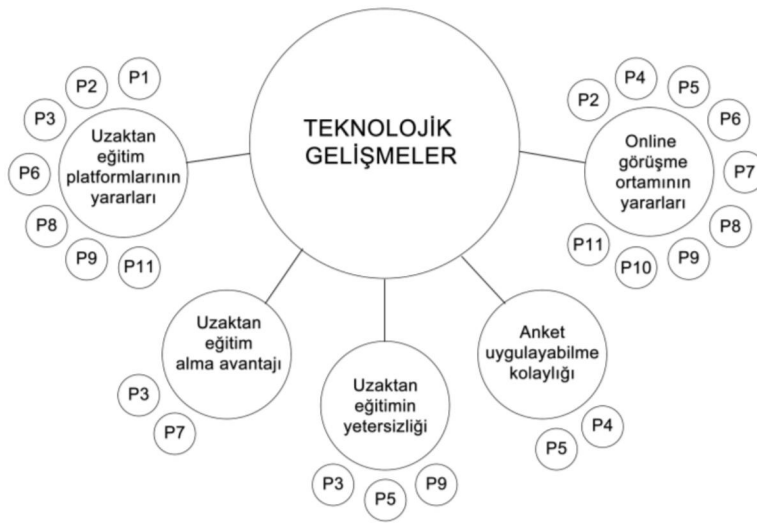 TEKNOLOJİK
GELİŞMELER
Uzaktan
eğitim
platformlarının
yararları
P1
P2
P3
P6
P8
P9
P11
Uzaktan
eğitim
alma avantajı
P3
P7
Uzaktan
eğitimin
yetersizliği
P3
P5
P9
Anket
uygulayabilme
kolaylığı
P4
P5
Online
görüşme
ortamının
yararları
P2
P4
P5
P6
P7
P8
P9
P10
P11